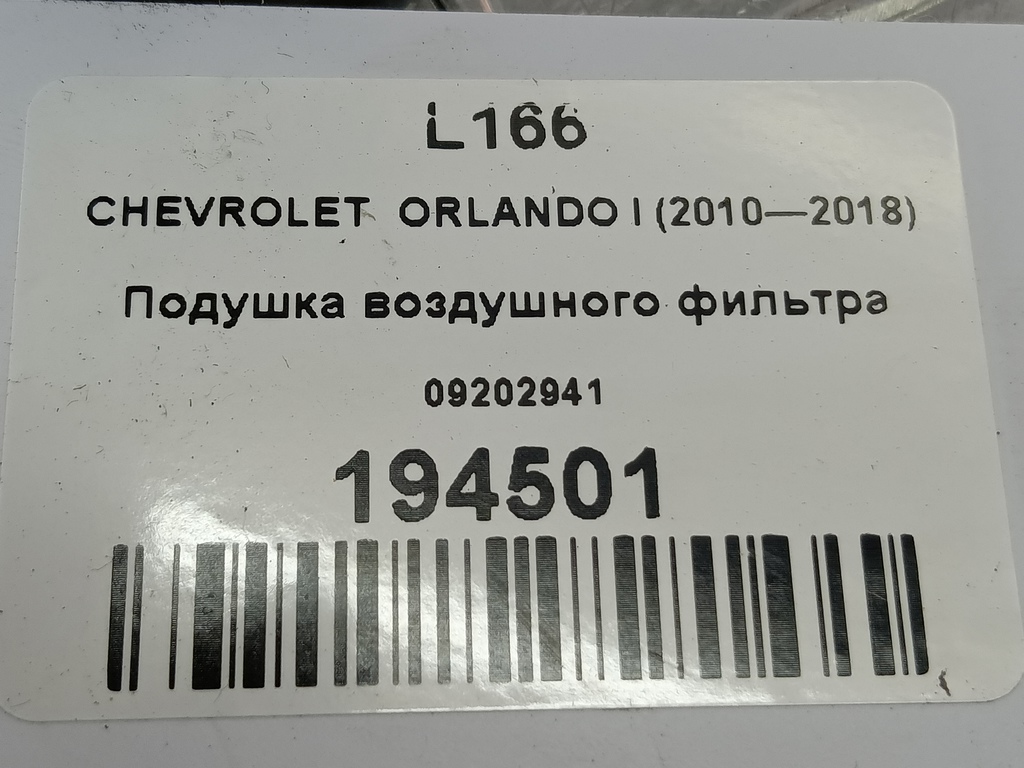 L166
CHEVROLET ORLANDO I (2010—2018)
Подушка воздушного фильтра
09202941
194501